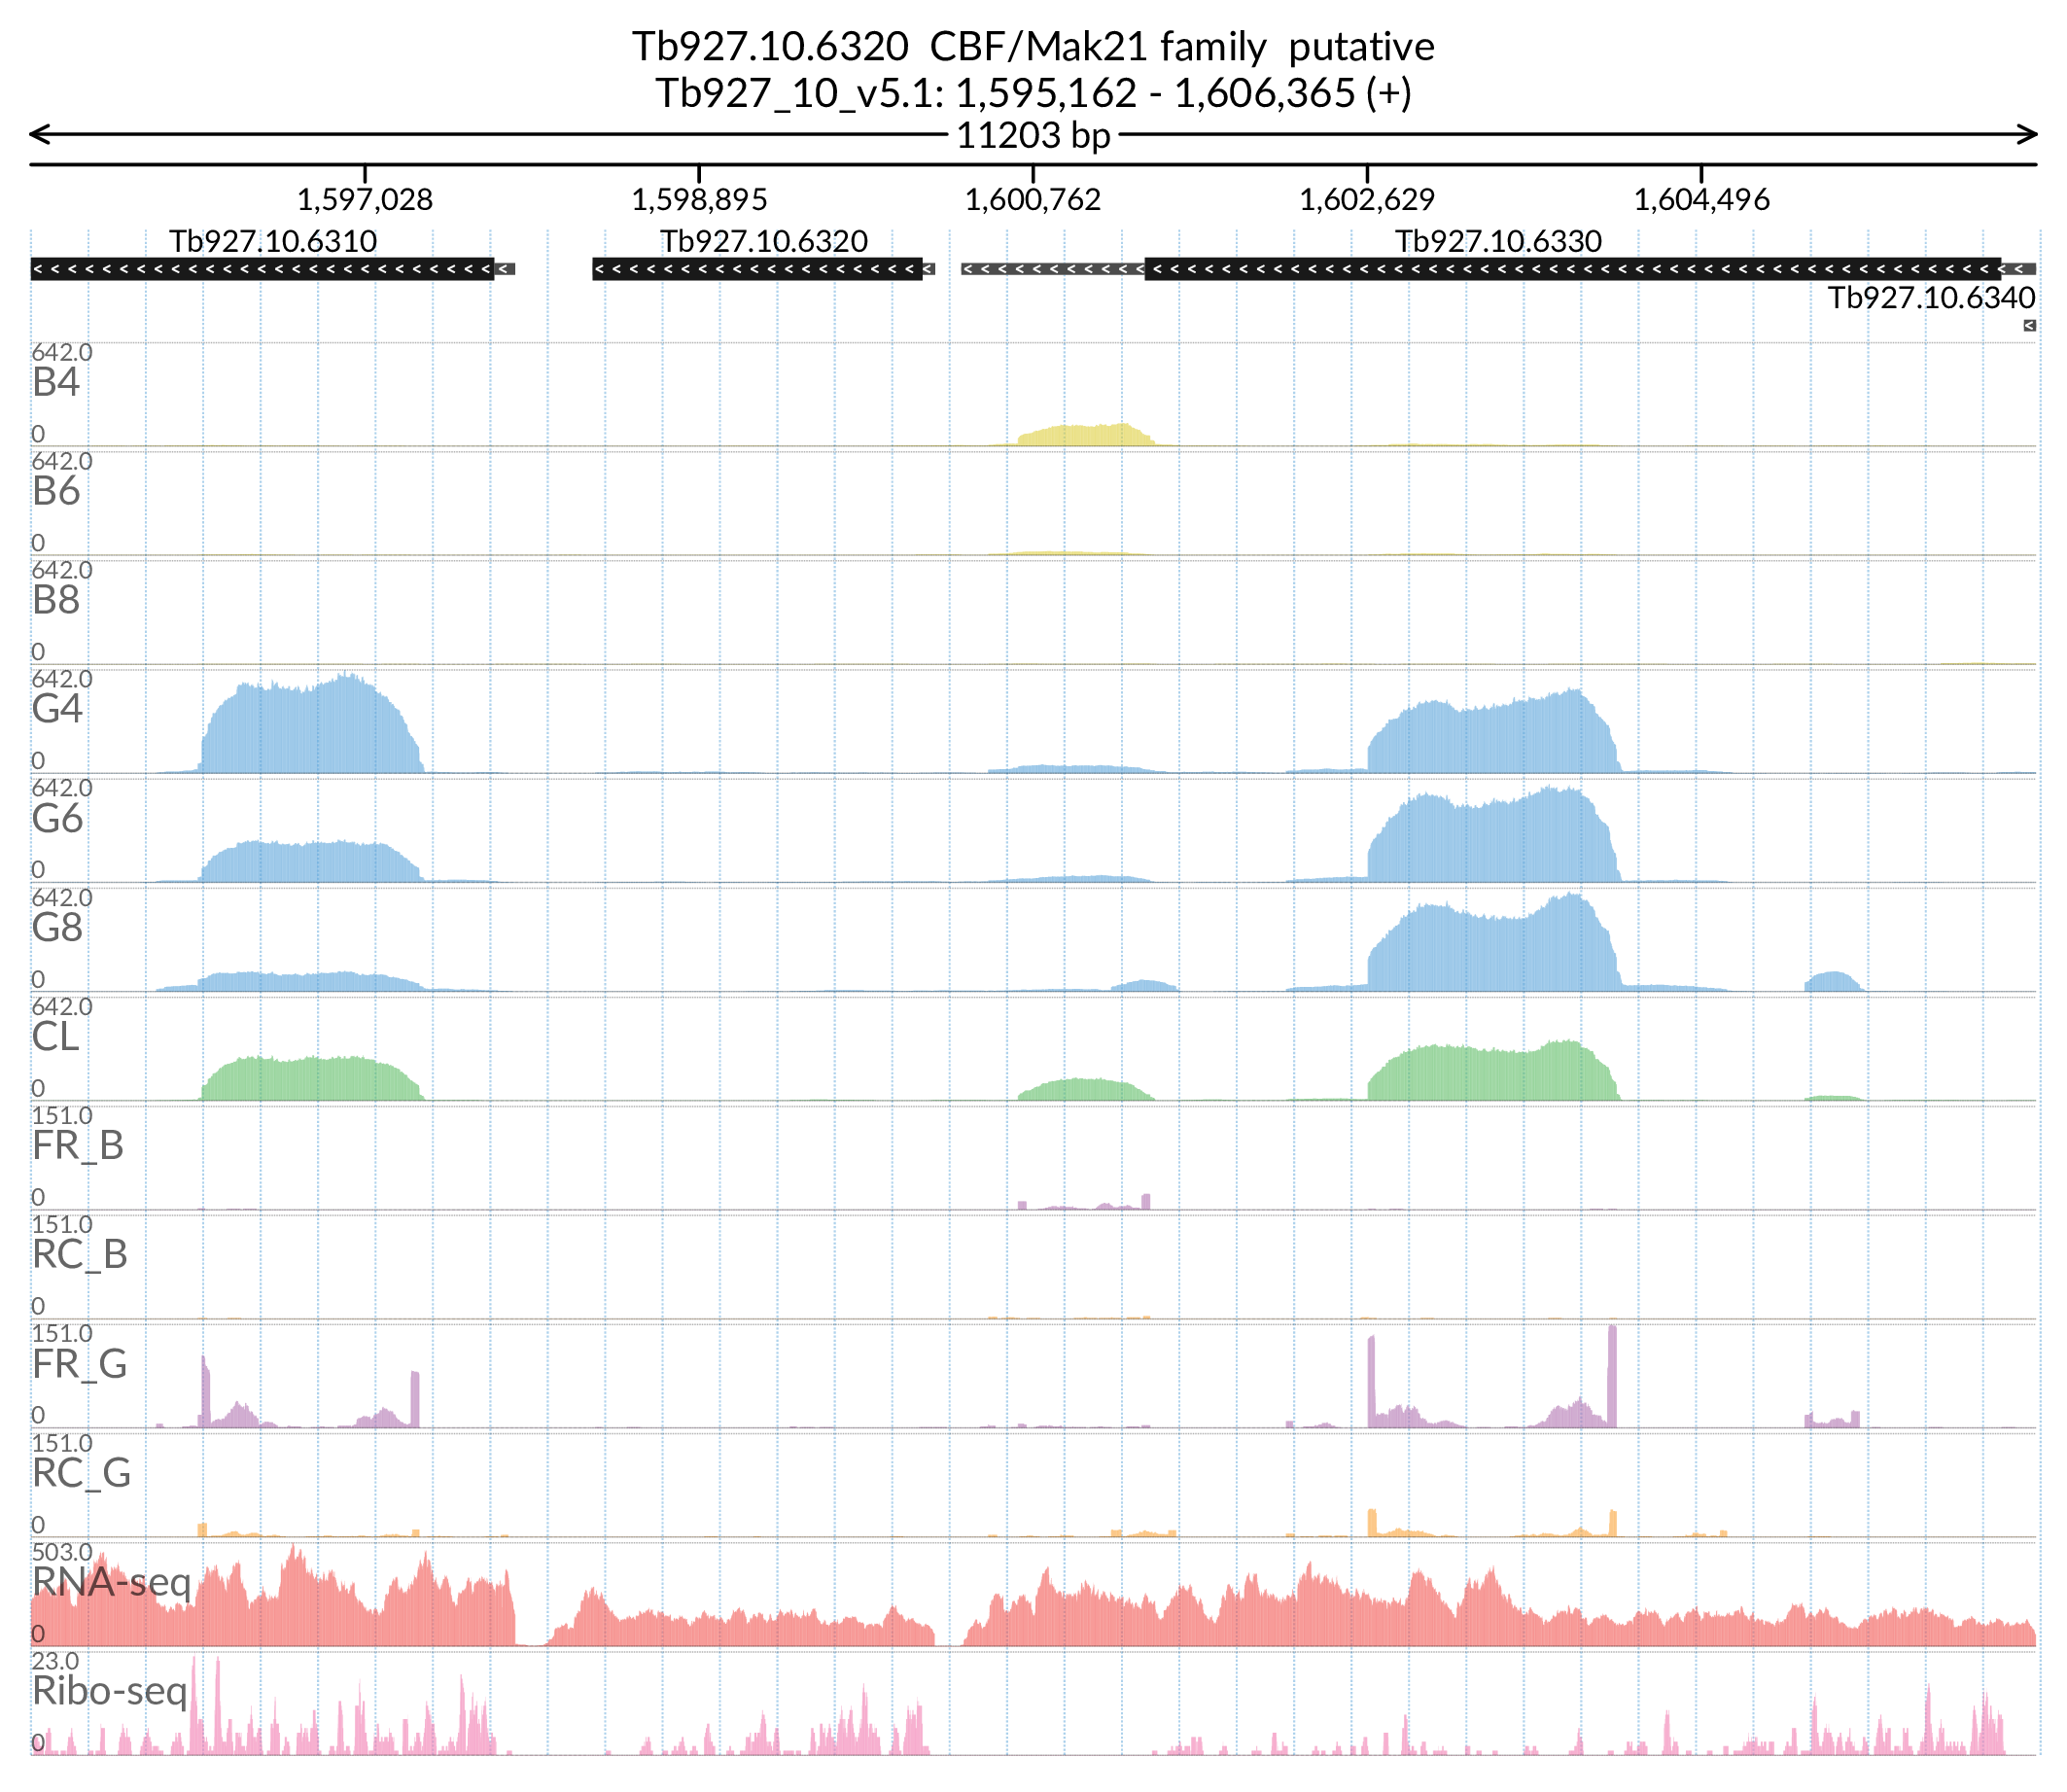 Tb927.10.6320 CBF/Mak21 family putative
Tb927_10_v5.1: 1,595,162 - 1,606,365 (+)
11203 bp
1,597,028 1,598,895 1,600,762 1,602,629 1,604,496
Tb927.10.6310 Tb927.10.6320 Tb927.10.6330
Tb927.10.6340
642.0
B4
0
642.0
B6
0
642.0
B8
0
642.0
G4
0
642.0
G6
0
642.0
G8
0
642.0
CL
0
151.0
FR_B
0
151.0
RC_B
0
151.0
FR_G
0
151.0
RC_G
0
503.0
RNA-seq
0
23.0
Ribo-seq
0